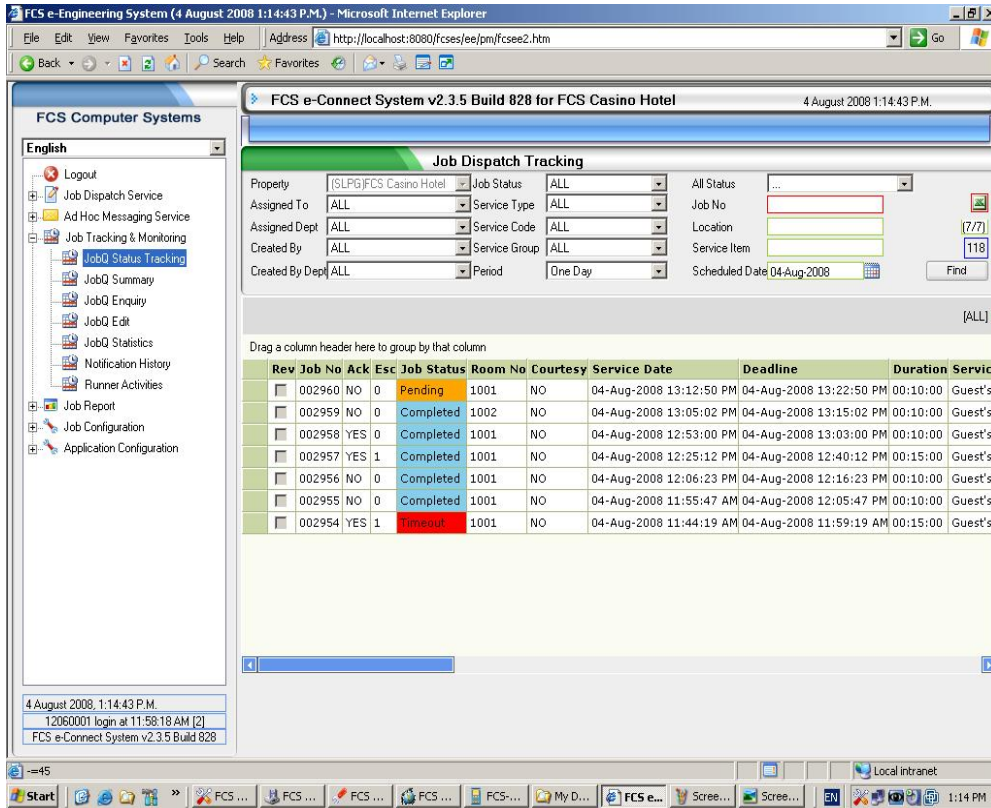 FCS e-Engineering System (4 August 2008 1:14:43 P.M.) - Microsoft Internet Explorer
File Edit View Favorites Tools Help Address http://localhost:8080/fcses/ee/pm/fcsee2.htm Go
Back Search Favorites
FCS Computer Systems
English
Logout
Job Dispatch Service
Ad Hoc Messaging Service
Job Tracking & Monitoring
JobQ Status Tracking
JobQ Summary
JobQ Enquiry
JobQ Edit
JobQ Statistics
Notification History
Runner Activities
Job Report
Job Configuration
Application Configuration
4 August 2008, 1:14:43 P.M.
12060001 login at 11:58:18 AM [2]
FCS e-Connect System v2.3.5 Build 828
FCS e-Connect System v2.3.5 Build 828 for FCS Casino Hotel 4 August 2008 1:14:43 P.M.
Job Dispatch Tracking
Property (SLPG)FCS Casino Hotel Job Status ALL All Status ...
Assigned To ALL Service Type ALL Job No
Assigned Dept ALL Service Code ALL Location (7/7)
Created By ALL Service Group ALL Service Item 118
Created By Dept ALL Period One Day Scheduled Date 04-Aug-2008 Find
[ALL]
Drag a column header here to group by that column
Rev Job No Ack Esc Job Status Room No Courtesy Service Date Deadline Duration Servic
002960 NO 0 Pending 1001 NO 04-Aug-2008 13:12:50 PM 04-Aug-2008 13:22:50 PM 00:10:00 Guest's
002959 NO 0 Completed 1002 NO 04-Aug-2008 13:05:02 PM 04-Aug-2008 13:15:02 PM 00:10:00 Guest's
002958 YES 0 Completed 1001 NO 04-Aug-2008 12:53:00 PM 04-Aug-2008 13:03:00 PM 00:10:00 Guest's
002957 YES 1 Completed 1001 NO 04-Aug-2008 12:25:12 PM 04-Aug-2008 12:40:12 PM 00:15:00 Guest's
002956 NO 0 Completed 1001 NO 04-Aug-2008 12:06:23 PM 04-Aug-2008 12:16:23 PM 00:10:00 Guest's
002955 NO 0 Completed 1001 NO 04-Aug-2008 11:55:47 AM 04-Aug-2008 12:05:47 PM 00:10:00 Guest's
002954 YES 1 Timeout 1001 NO 04-Aug-2008 11:44:19 AM 04-Aug-2008 11:59:19 AM 00:15:00 Guest's
-=45 Local intranet
Start » FCS ... FCS ... FCS ... FCS ... FCS-... My D... FCS e... Scree... Scree... EN 1:14 PM